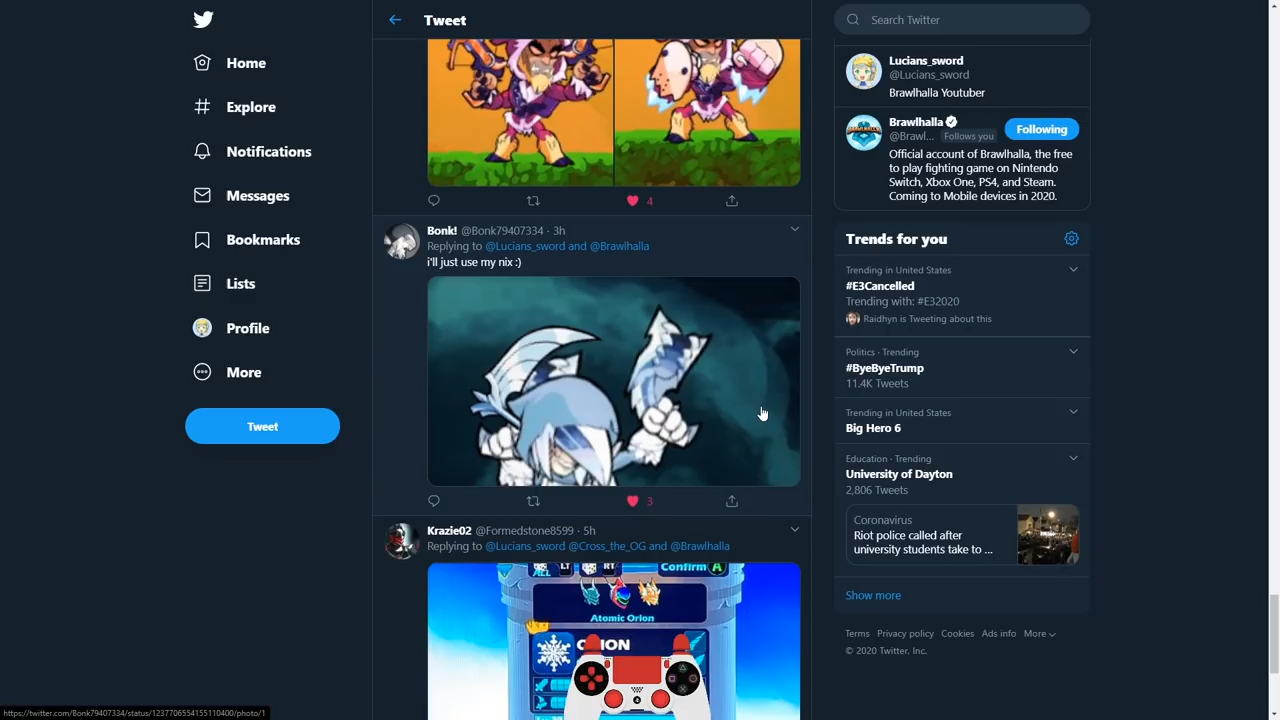 Home
Explore
Notifications
Messages
Bookmarks
Lists
Profile
More
Tweet
Tweet
4
Bonk! @Bonk79407334 · 3h
Replying to @Lucians_sword and @Brawlhalla
i'll just use my nix :)
3
Krazie02 @Formedstone8599 · 5h
Replying to @Lucians_sword @Cross_the_OG and @Brawlhalla
ALL LT RT Confirm A
Atomic Orion
Search Twitter
Lucians_sword
@Lucians_sword
Brawlhalla Youtuber
Brawlhalla
@Brawl... Follows you
Following
Official account of Brawlhalla, the free
to play fighting game on Nintendo
Switch, Xbox One, PS4, and Steam.
Coming to Mobile devices in 2020.
Trends for you
Trending in United States
#E3Cancelled
Trending with: #E32020
Raidhyn is Tweeting about this
Politics · Trending
#ByeByeTrump
11.4K Tweets
Trending in United States
Big Hero 6
Education · Trending
University of Dayton
2,806 Tweets
Coronavirus
Riot police called after
university students take to ...
Show more
Terms Privacy policy Cookies Ads info More
© 2020 Twitter, Inc.
https://twitter.com/Bonk79407334/status/1237706554155110400/photo/1